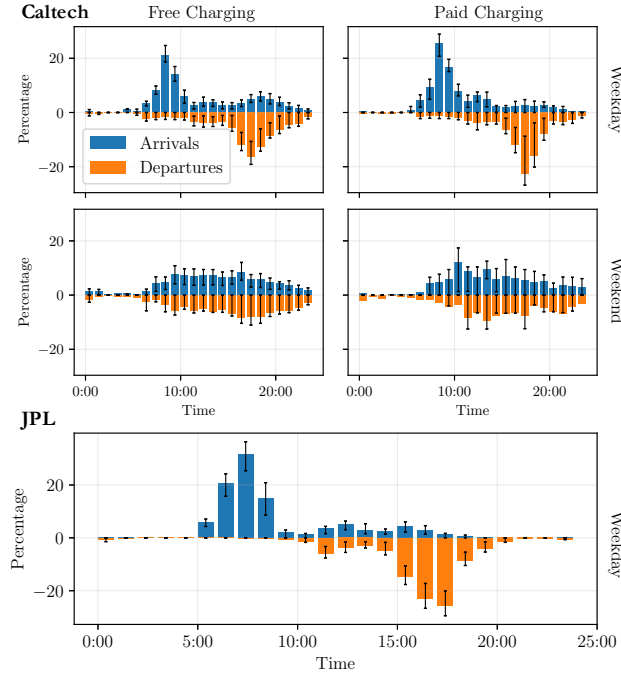 Caltech Free Charging Paid Charging
20
0
−20
Percentage
Arrivals
Departures
Weekday
20
0
−20
Percentage
0:00 10:00 20:00 0:00 10:00 20:00
Time Time
Weekend
JPL
20
0
−20
Percentage
Weekday
0:00 5:00 10:00 15:00 20:00 25:00
Time